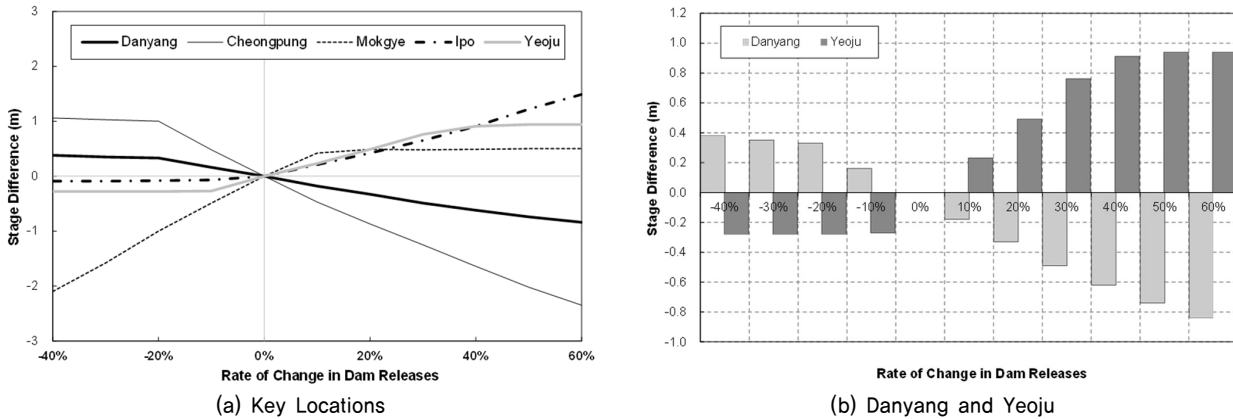 3
2
1
0
-1
-2
-3
Stage Difference (m)
Danyang Cheongpung Mokgye Ipo Yeoju
-40% -20% 0% 20% 40% 60%
Rate of Change in Dam Releases
(a) Key Locations
1.2
1.0
0.8
0.6
0.4
0.2
0.0
-0.2
-0.4
-0.6
-0.8
-1.0
Stage Difference (m)
Danyang Yeoju
-40% -30% -20% -10% 0% 10% 20% 30% 40% 50% 60%
Rate of Change in Dam Releases
(b) Danyang and Yeoju